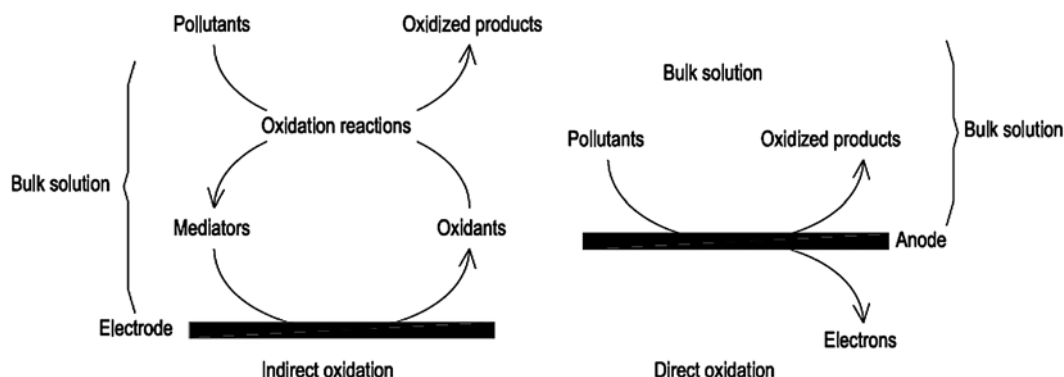 Pollutants
Oxidized products
Oxidation reactions
Bulk solution
Mediators
Oxidants
Electrode
Indirect oxidation
Bulk solution
Pollutants
Oxidized products
Bulk solution
Anode
Electrons
Direct oxidation